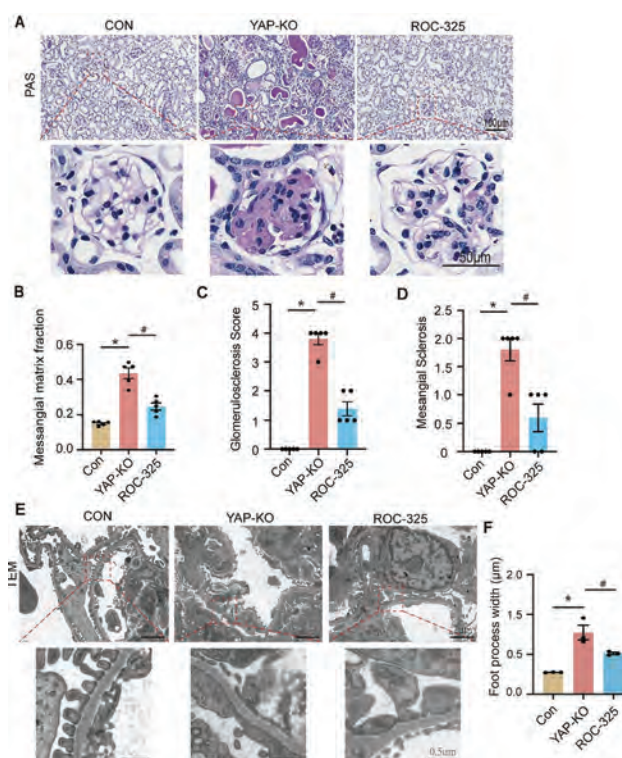 A
CON
YAP-KO
ROC-325
PAS
100μm
50μm
B
Messangial matrix fraction
0.6
0.4
0.2
0.0
*
#
Con
YAP-KO
ROC-325
C
Glomerulosclerosis Score
5
4
3
2
1
0
*
#
Con
YAP-KO
ROC-325
D
Mesangial Sclerosis
2.5
2.0
1.5
1.0
0.5
0
*
#
Con
YAP-KO
ROC-325
E
CON
YAP-KO
ROC-325
TEM
0.5um
F
Foot process width (μm)
2.0
1.5
0.5
0.0
*
#
Con
YAP-KO
ROC-325